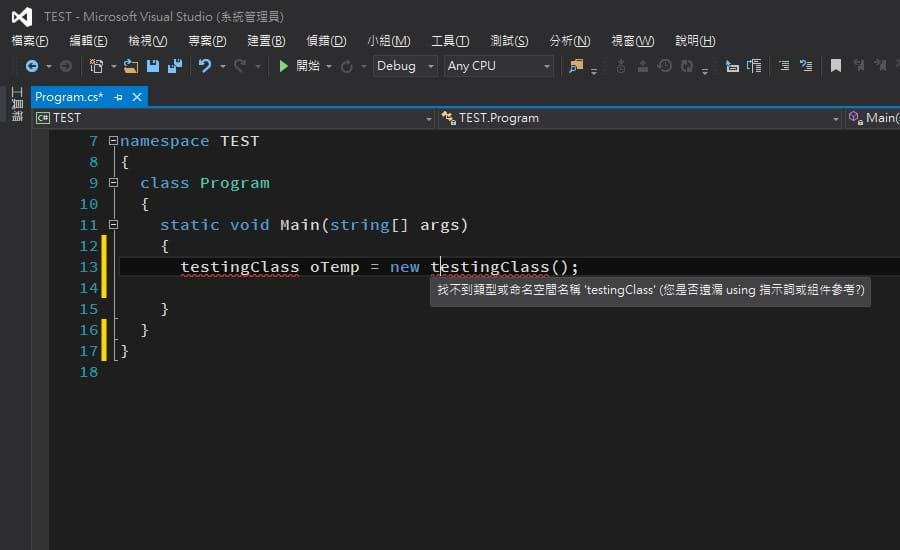 TEST - Microsoft Visual Studio (系統管理員)
檔案(F) 編輯(E) 檢視(V) 專案(P) 建置(B) 偵錯(D) 小組(M) 工具(T) 測試(S) 分析(N) 視窗(W) 說明(H)
開始 Debug Any CPU
工具箱
Program.cs*
C# TEST TEST.Program Main(
7 namespace TEST
8 {
9 class Program
10 {
11 static void Main(string[] args)
12 {
13 testingClass oTemp = new testingClass();
找不到類型或命名空間名稱 'testingClass' (您是否遺漏 using 指示詞或組件參考?)
14
15 }
16 }
17 }
18